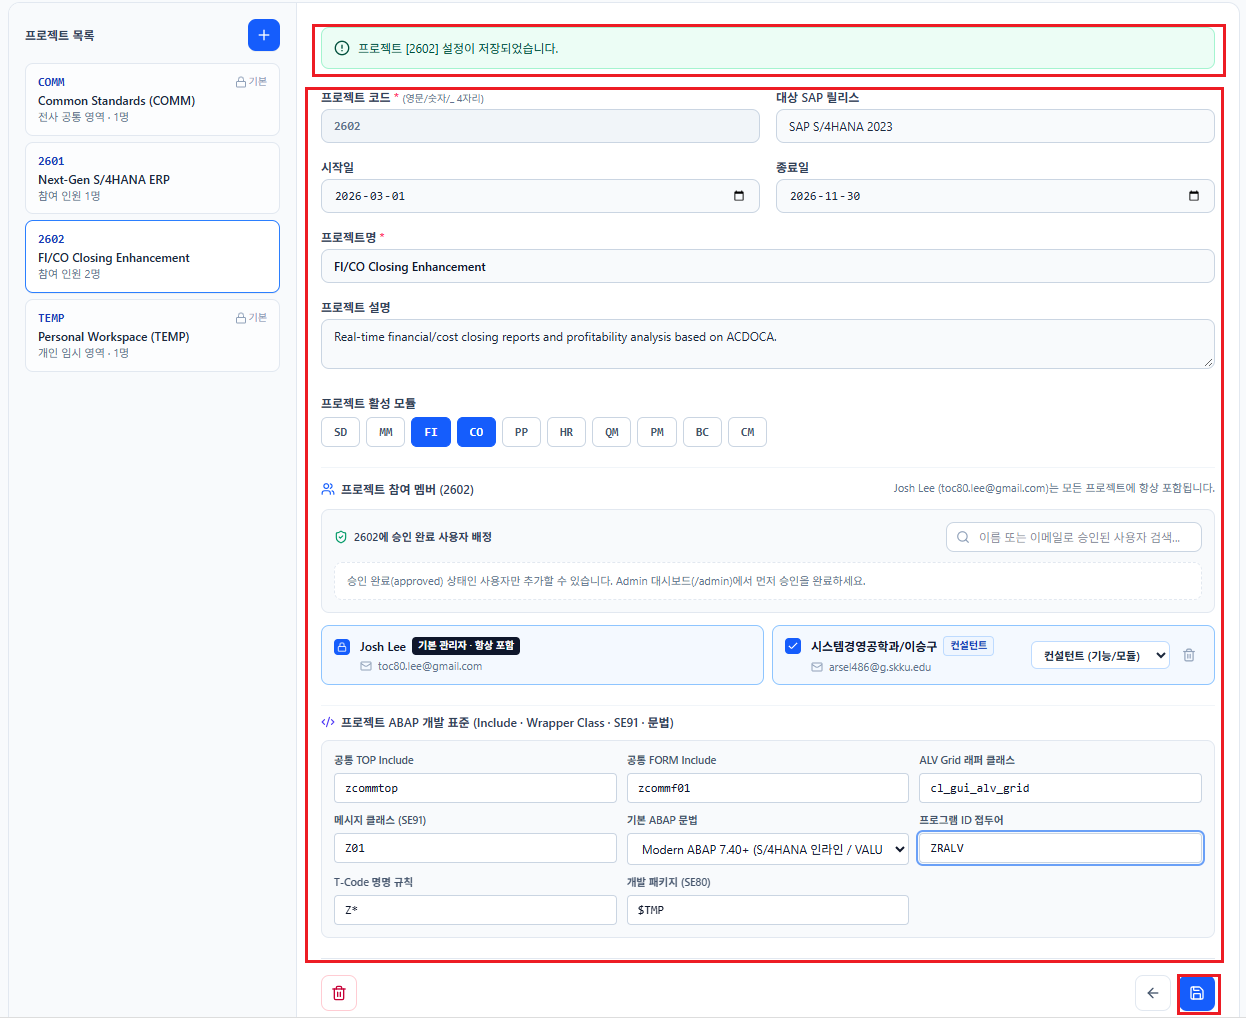 프로젝트 목록
COMM
기본
Common Standards (COMM)
전사 공통 영역 · 1명
2601
Next-Gen S/4HANA ERP
참여 인원 1명
2602
FI/CO Closing Enhancement
참여 인원 2명
TEMP
기본
Personal Workspace (TEMP)
개인 임시 영역 · 1명
프로젝트 [2602] 설정이 저장되었습니다.
프로젝트 코드 * (영문/숫자/_ 4자리)
대상 SAP 릴리스
2602
SAP S/4HANA 2023
시작일
종료일
2026-03-01
2026-11-30
프로젝트명 *
FI/CO Closing Enhancement
프로젝트 설명
Real-time financial/cost closing reports and profitability analysis based on ACDOCA.
프로젝트 활성 모듈
SD MM FI CO PP HR QM PM BC CM
프로젝트 참여 멤버 (2602)
Josh Lee (toc80.lee@gmail.com)는 모든 프로젝트에 항상 포함됩니다.
2602에 승인 완료 사용자 배정
이름 또는 이메일로 승인된 사용자 검색...
승인 완료(approved) 상태인 사용자만 추가할 수 있습니다. Admin 대시보드(/admin)에서 먼저 승인을 완료하세요.
Josh Lee 기본 관리자 · 항상 포함
toc80.lee@gmail.com
시스템경영공학과/이승구 컨설턴트
arsel486@g.skku.edu
컨설턴트 (기능/모듈)
</> 프로젝트 ABAP 개발 표준 (Include · Wrapper Class · SE91 · 문법)
공통 TOP Include
공통 FORM Include
ALV Grid 래퍼 클래스
zcommtop
zcommf01
cl_gui_alv_grid
메시지 클래스 (SE91)
기본 ABAP 문법
프로그램 ID 접두어
Z01
Modern ABAP 7.40+ (S/4HANA 인라인 / VALU
ZRALV
T-Code 명명 규칙
개발 패키지 (SE80)
Z*
$TMP